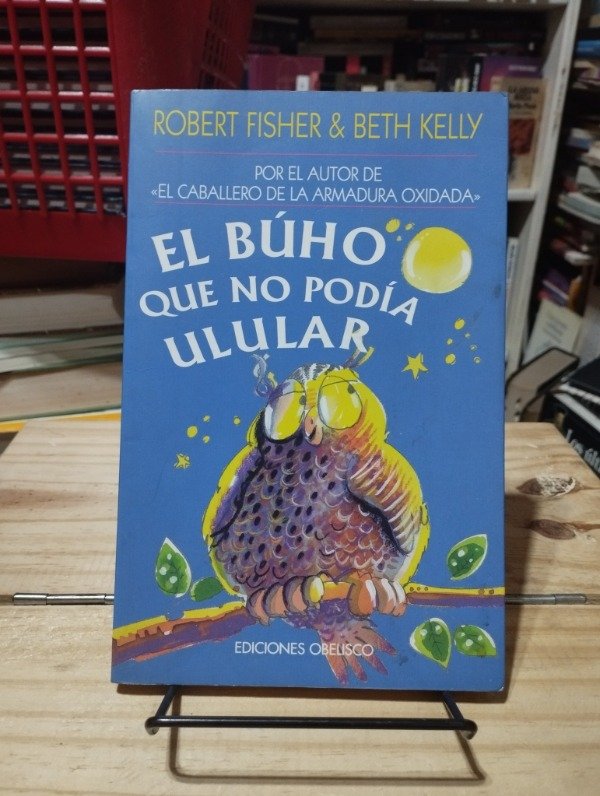 ROBERT FISHER & BETH KELLY
POR EL AUTOR DE
«EL CABALLERO DE LA ARMADURA OXIDADA»
EL BÚHO
QUE NO PODÍA
ULULAR
EDICIONES OBELISCO